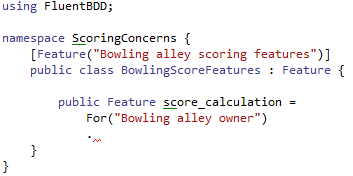 using FluentBDD;
namespace ScoringConcerns {
[Feature("Bowling alley scoring features")]
public class BowlingScoreFeatures : Feature {
public Feature score_calculation =
For("Bowling alley owner")
.
}
}